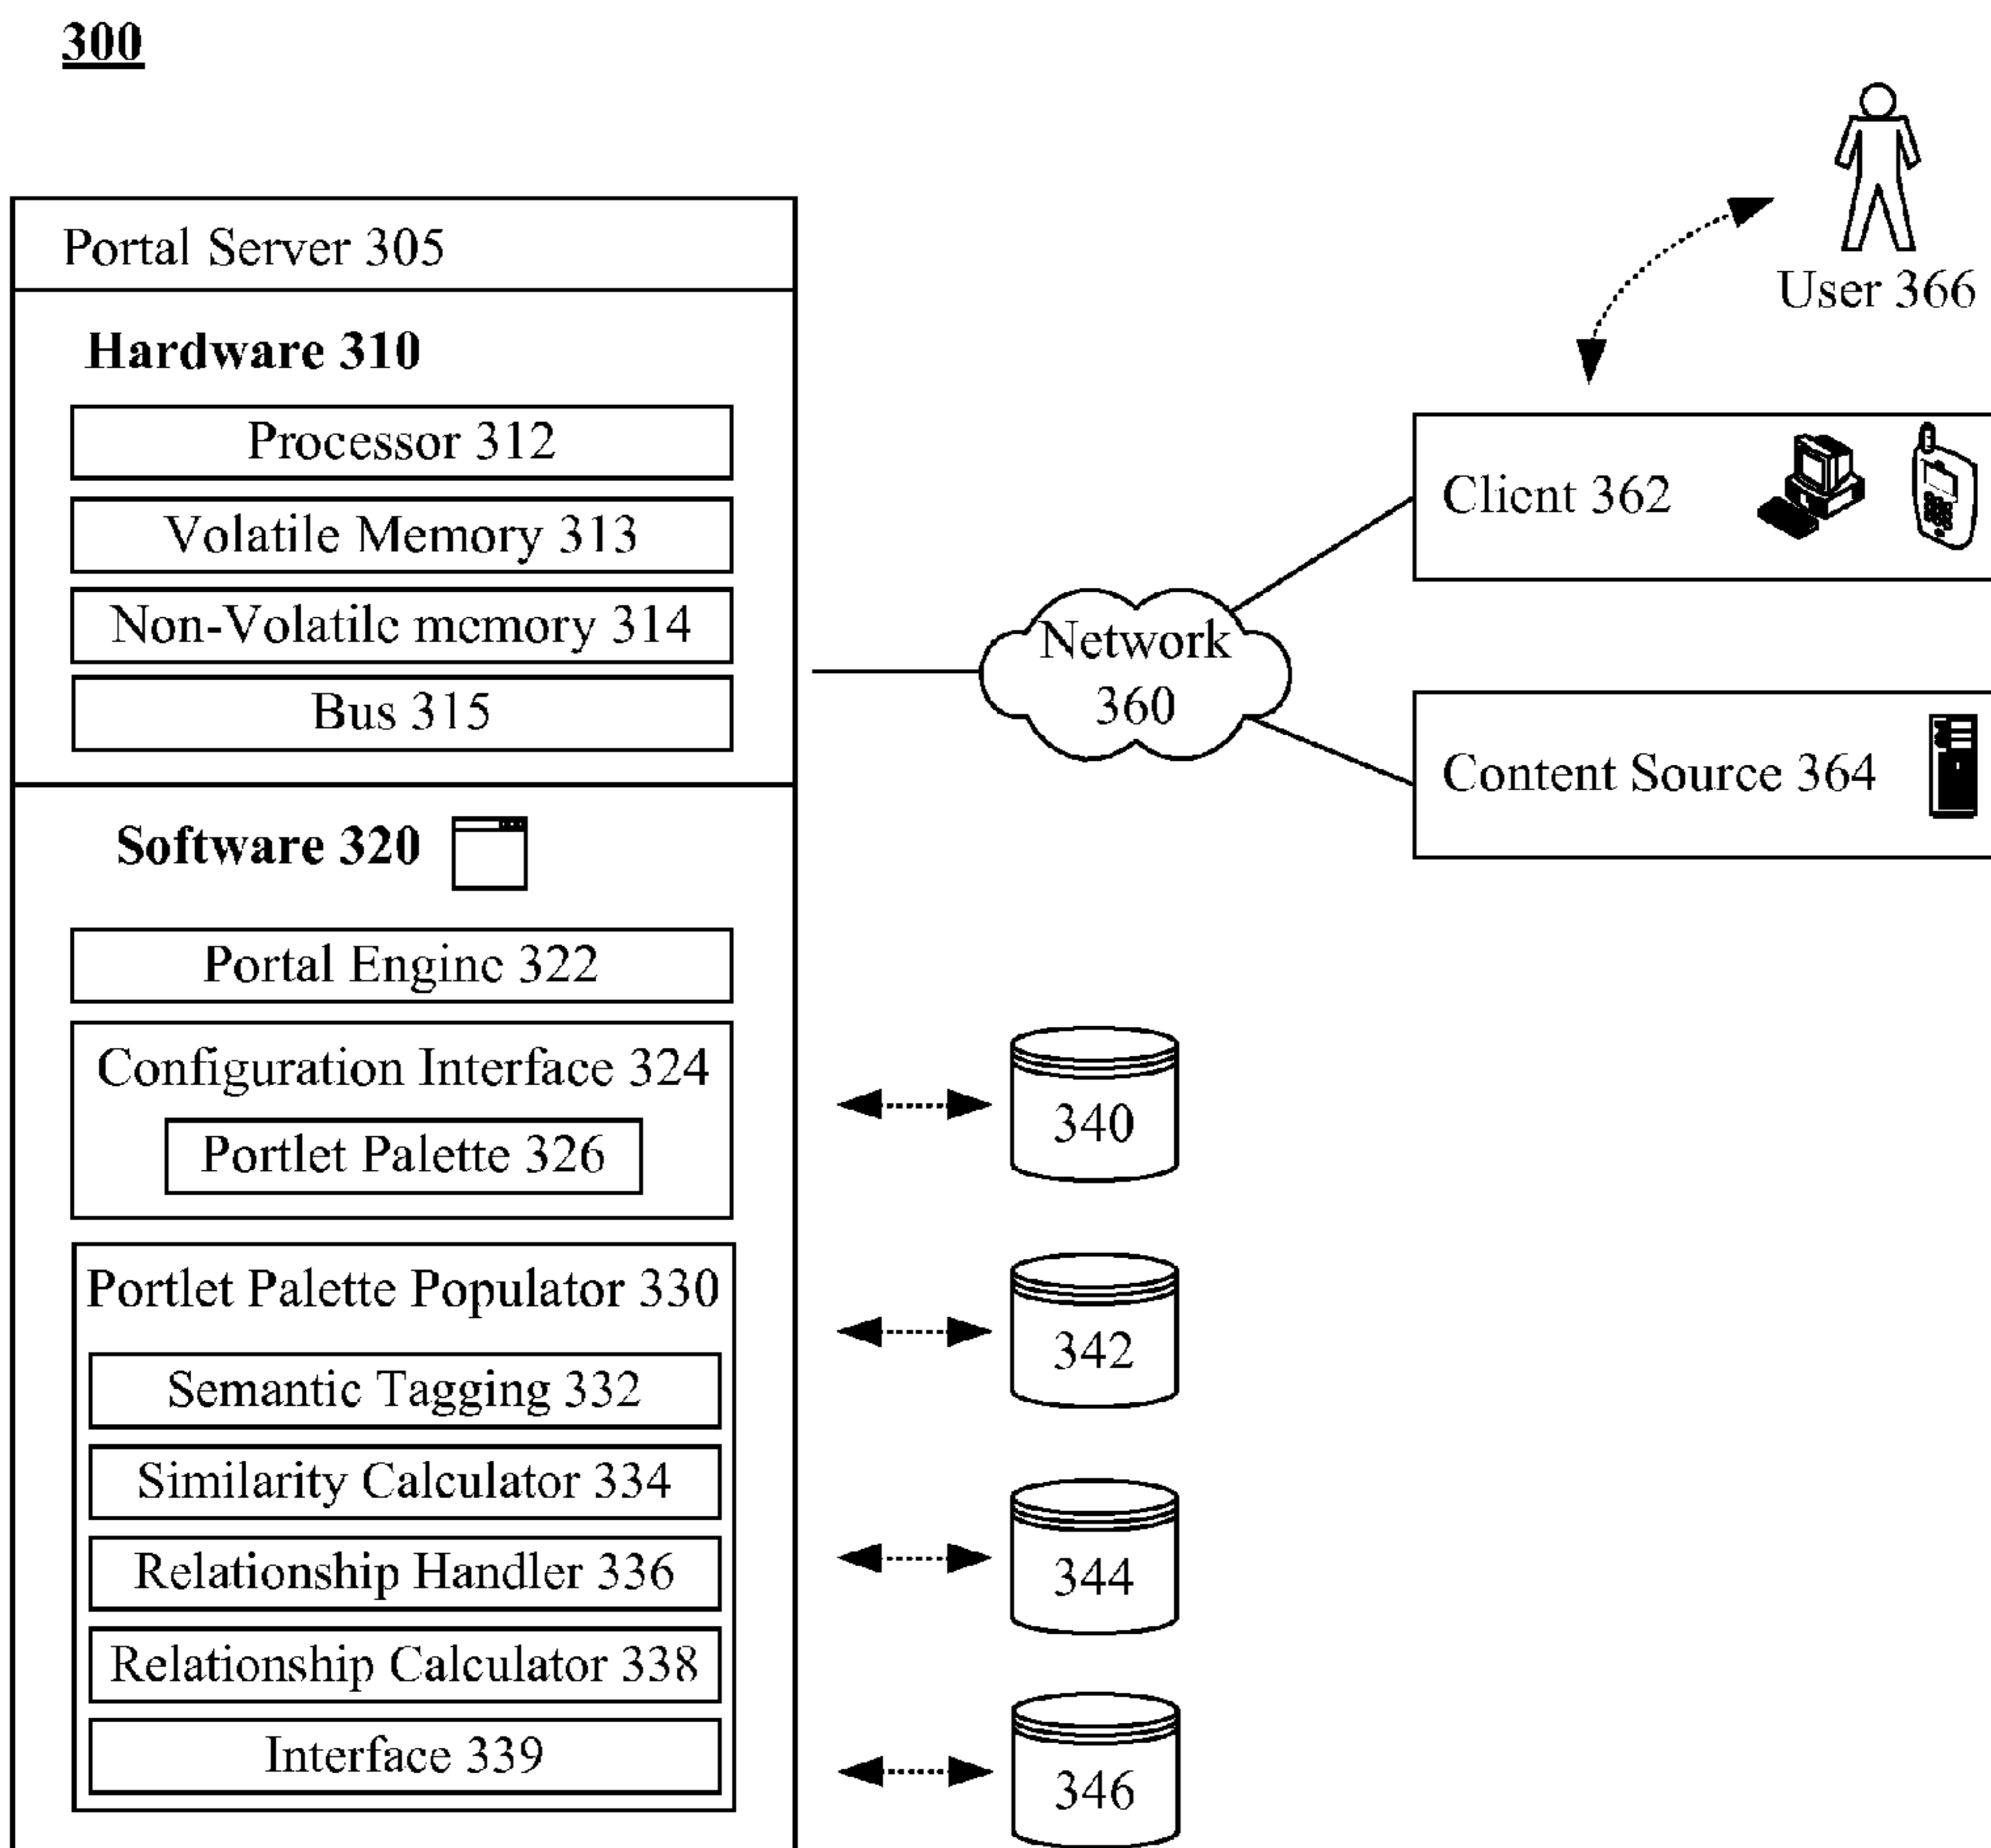 300
Portal Server 305
Hardware 310
Processor 312
Volatile Memory 313
Non-Volatile memory 314
Bus 315
Software 320
Portal Engine 322
Configuration Interface 324
Portlet Palette 326
Portlet Palette Populator 330
Semantic Tagging 332
Similarity Calculator 334
Relationship Handler 336
Relationship Calculator 338
Interface 339
Network
360
User 366
Client 362
Content Source 364
340
342
344
346